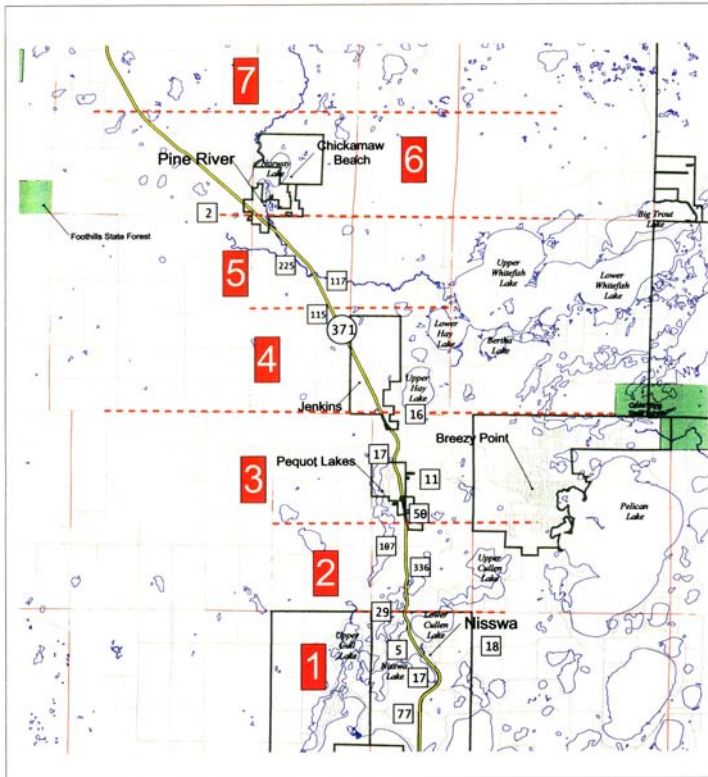 7
Pine River
Chickamaw
Beach
Norway
Lake
6
2
Foothills State Forest
Big Trout
Lake
5
225
117
Upper
Whitefish
Lake
Lower
Whitefish
Lake
115
371
Lower
Hay
Lake
Bertha
Lake
4
Upper
Hay
Lake
Jenkins
16
17
Pequot Lakes
Breezy Point
3
11
50
Pelican
Lake
107
2
336
Upper
Cullen
Lake
29
Lower
Cullen
Lake
Nisswa
Upper
Gull
Lake
5
18
1
Nisswa
Lake
17
77